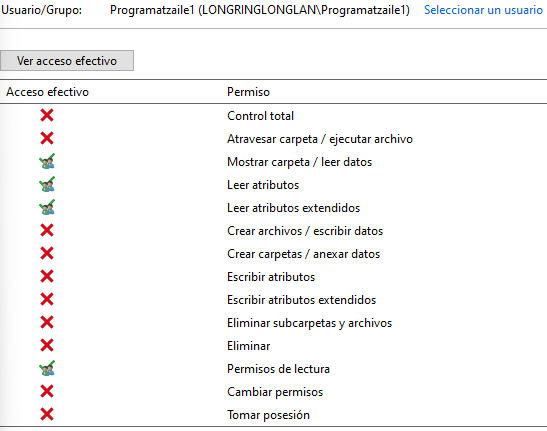 Usuario/Grupo: Programatzaile1 (LONGRINGLONGLAN\Programatzaile1) Seleccionar un usuario
Ver acceso efectivo
Acceso efectivo Permiso
Control total
Atravesar carpeta / ejecutar archivo
Mostrar carpeta / leer datos
Leer atributos
Leer atributos extendidos
Crear archivos / escribir datos
Crear carpetas / anexar datos
Escribir atributos
Escribir atributos extendidos
Eliminar subcarpetas y archivos
Eliminar
Permisos de lectura
Cambiar permisos
Tomar posesión